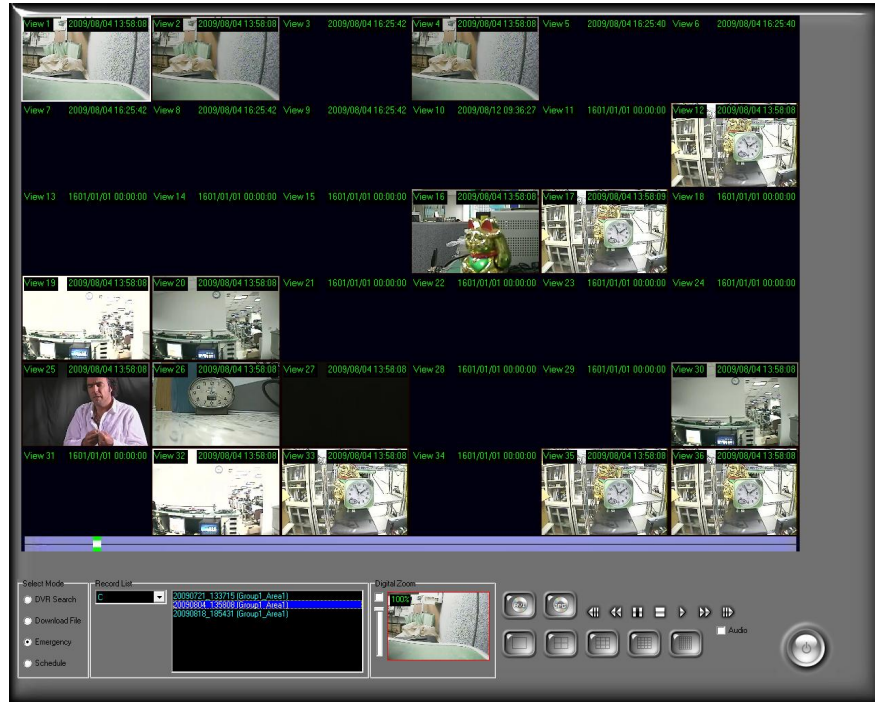 View 1 2009/08/04 13:58:08 View 2 2009/08/04 13:58:08 View 3 2009/08/04 16:25:42 View 4 2009/08/04 13:58:08 View 5 2009/08/04 16:25:40 View 6 2009/08/04 16:25:40
View 7 2009/08/04 16:25:42 View 8 2009/08/04 16:25:42 View 9 2009/08/04 16:25:42 View 10 2009/08/12 09:36:27 View 11 1601/01/01 00:00:00 View 12 2009/08/04 13:58:08
View 13 1601/01/01 00:00:00 View 14 1601/01/01 00:00:00 View 15 1601/01/01 00:00:00 View 16 2009/08/04 13:58:08 View 17 2009/08/04 13:58:09 View 18 1601/01/01 00:00:00
View 19 2009/08/04 13:58:08 View 20 2009/08/04 13:58:08 View 21 1601/01/01 00:00:00 View 22 1601/01/01 00:00:00 View 23 1601/01/01 00:00:00 View 24 1601/01/01 00:00:00
View 25 2009/08/04 13:58:08 View 26 2009/08/04 13:58:08 View 27 2009/08/04 13:58:08 View 28 1601/01/01 00:00:00 View 29 1601/01/01 00:00:00 View 30 2009/08/04 13:58:08
View 31 1601/01/01 00:00:00 View 32 2009/08/04 13:58:08 View 33 2009/08/04 13:58:08 View 34 1601/01/01 00:00:00 View 35 2009/08/04 13:58:08 View 36 2009/08/04 13:58:08
Select Mode
DVR Search
Download File
Emergency
Schedule
Record List
C
20090721_133715 (Group1_Area1)
20090804_135808 (Group1_Area1)
20090818_185431 (Group1_Area1)
Digital Zoom
100%
Audio